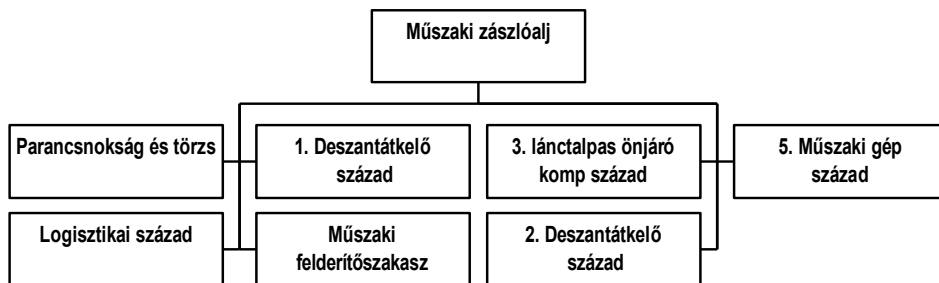 Műszaki zászlóalj
Parancsnokság és törzs
1. Deszantátkelő
század
3. lánctalpas önjáró
komp század
5. Műszaki gép
század
Logisztikai század
Műszaki
felderítőszakasz
2. Deszantátkelő
század